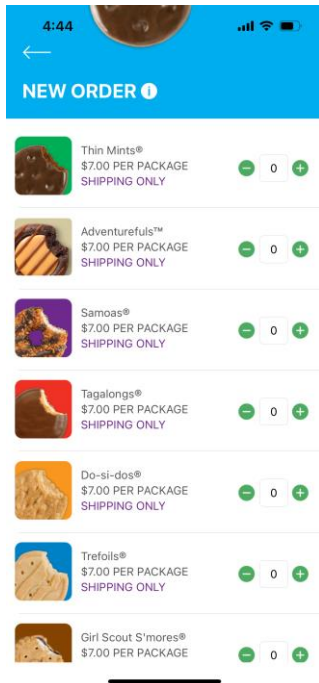 4:44
NEW ORDER i
Thin Mints®
$7.00 PER PACKAGE
SHIPPING ONLY
0
Adventurefuls™
$7.00 PER PACKAGE
SHIPPING ONLY
0
Samoas®
$7.00 PER PACKAGE
SHIPPING ONLY
0
Tagalongs®
$7.00 PER PACKAGE
SHIPPING ONLY
0
Do-si-dos®
$7.00 PER PACKAGE
SHIPPING ONLY
0
Trefoils®
$7.00 PER PACKAGE
SHIPPING ONLY
0
Girl Scout S'mores®
$7.00 PER PACKAGE
0